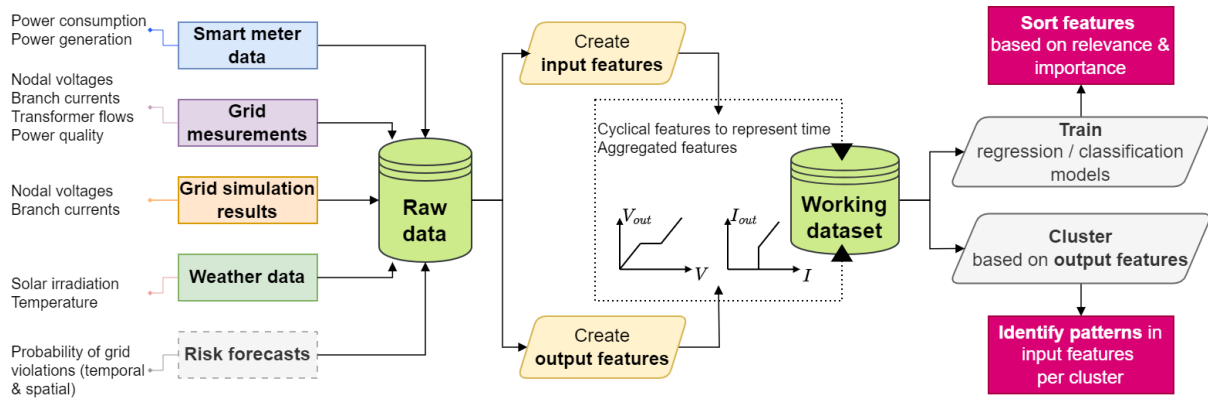 Power consumption
Power generation
Smart meter
data
Nodal voltages
Branch currents
Transformer flows
Power quality
Grid
mesurements
Nodal voltages
Branch currents
Grid simulation
results
Solar irradiation
Temperature
Weather data
Probability of grid
violations (temporal
& spatial)
Risk forecasts
Raw
data
Create
input features
Cyclical features to represent time
Aggregated features
V_out
V
I_out
I
Create
output features
Working
dataset
Sort features
based on relevance &
importance
Train
regression / classification
models
Cluster
based on output features
Identify patterns in
input features
per cluster